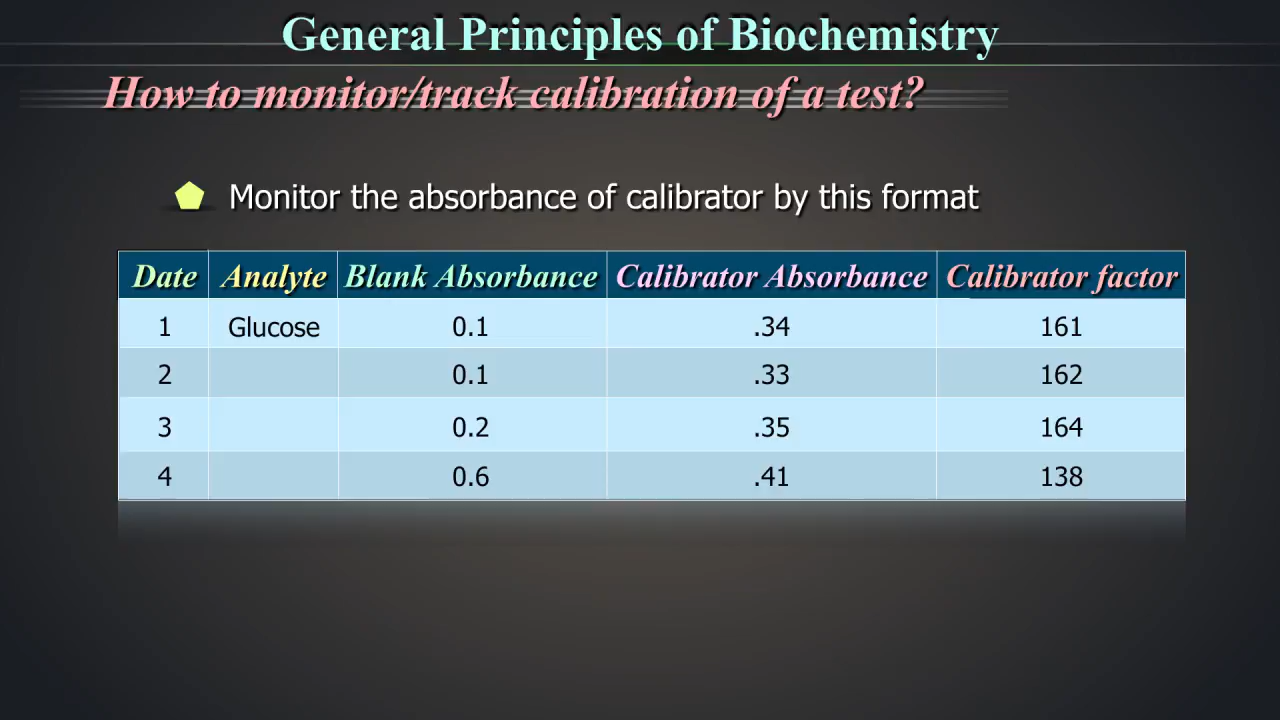 General Principles of Biochemistry
How to monitor/track calibration of a test?
Monitor the absorbance of calibrator by this format
Date Analyte Blank Absorbance Calibrator Absorbance Calibrator factor
1 Glucose 0.1 .34 161
2 0.1 .33 162
3 0.2 .35 164
4 0.6 .41 138